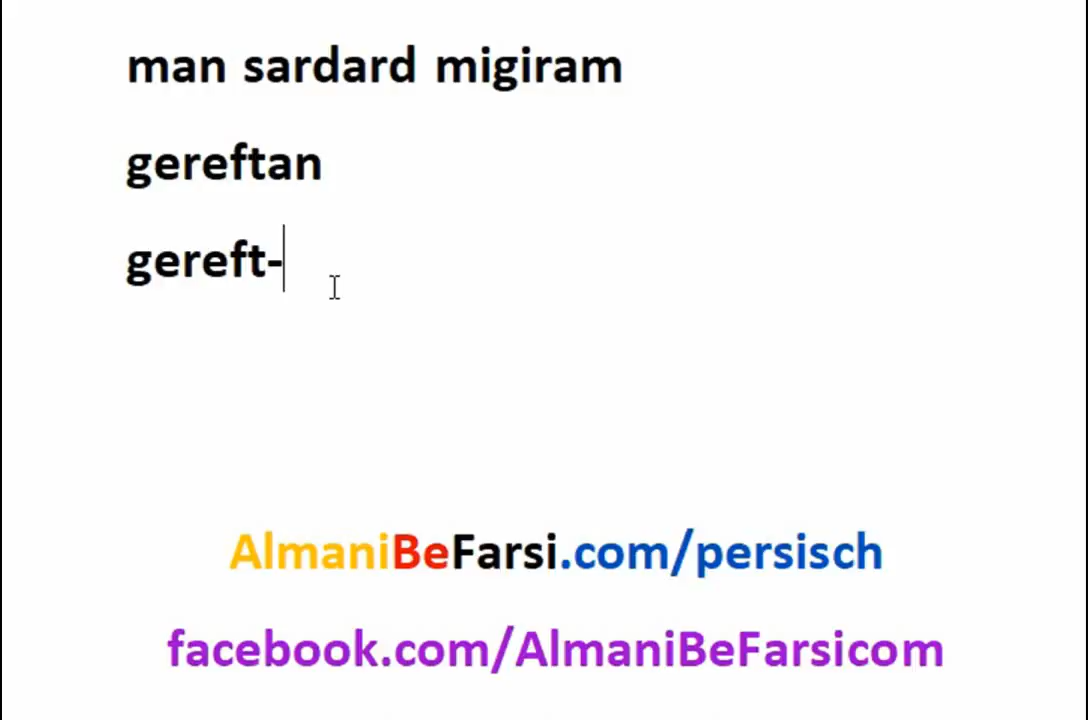 man sardard migiram
gereftan
gereft-
AlmaniBeFarsi.com/persisch
facebook.com/AlmaniBeFarsicom